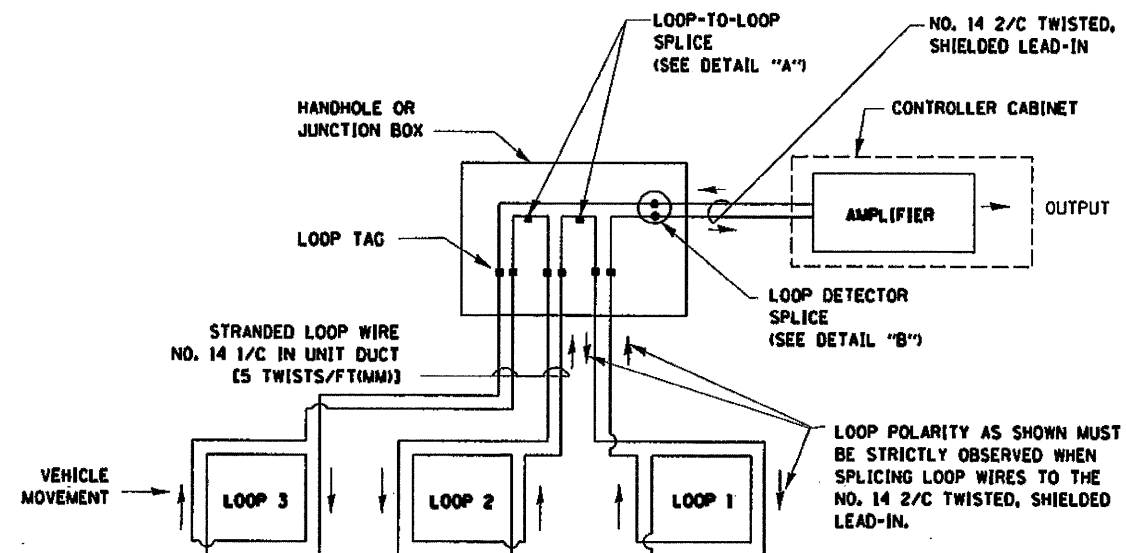 LOOP-TO-LOOP
SPLICE
(SEE DETAIL "A")
NO. 14 2/C TWISTED,
SHIELDED LEAD-IN
HANDHOLE OR
JUNCTION BOX
CONTROLLER CABINET
AMPLIFIER
OUTPUT
LOOP TAG
LOOP DETECTOR
SPLICE
(SEE DETAIL "B")
STRANDED LOOP WIRE
NO. 14 1/C IN UNIT DUCT
[5 TWISTS/FT(MM)]
LOOP POLARITY AS SHOWN MUST
BE STRICTLY OBSERVED WHEN
SPLICING LOOP WIRES TO THE
NO. 14 2/C TWISTED, SHIELDED
LEAD-IN.
VEHICLE
MOVEMENT
LOOP 3
LOOP 2
LOOP 1